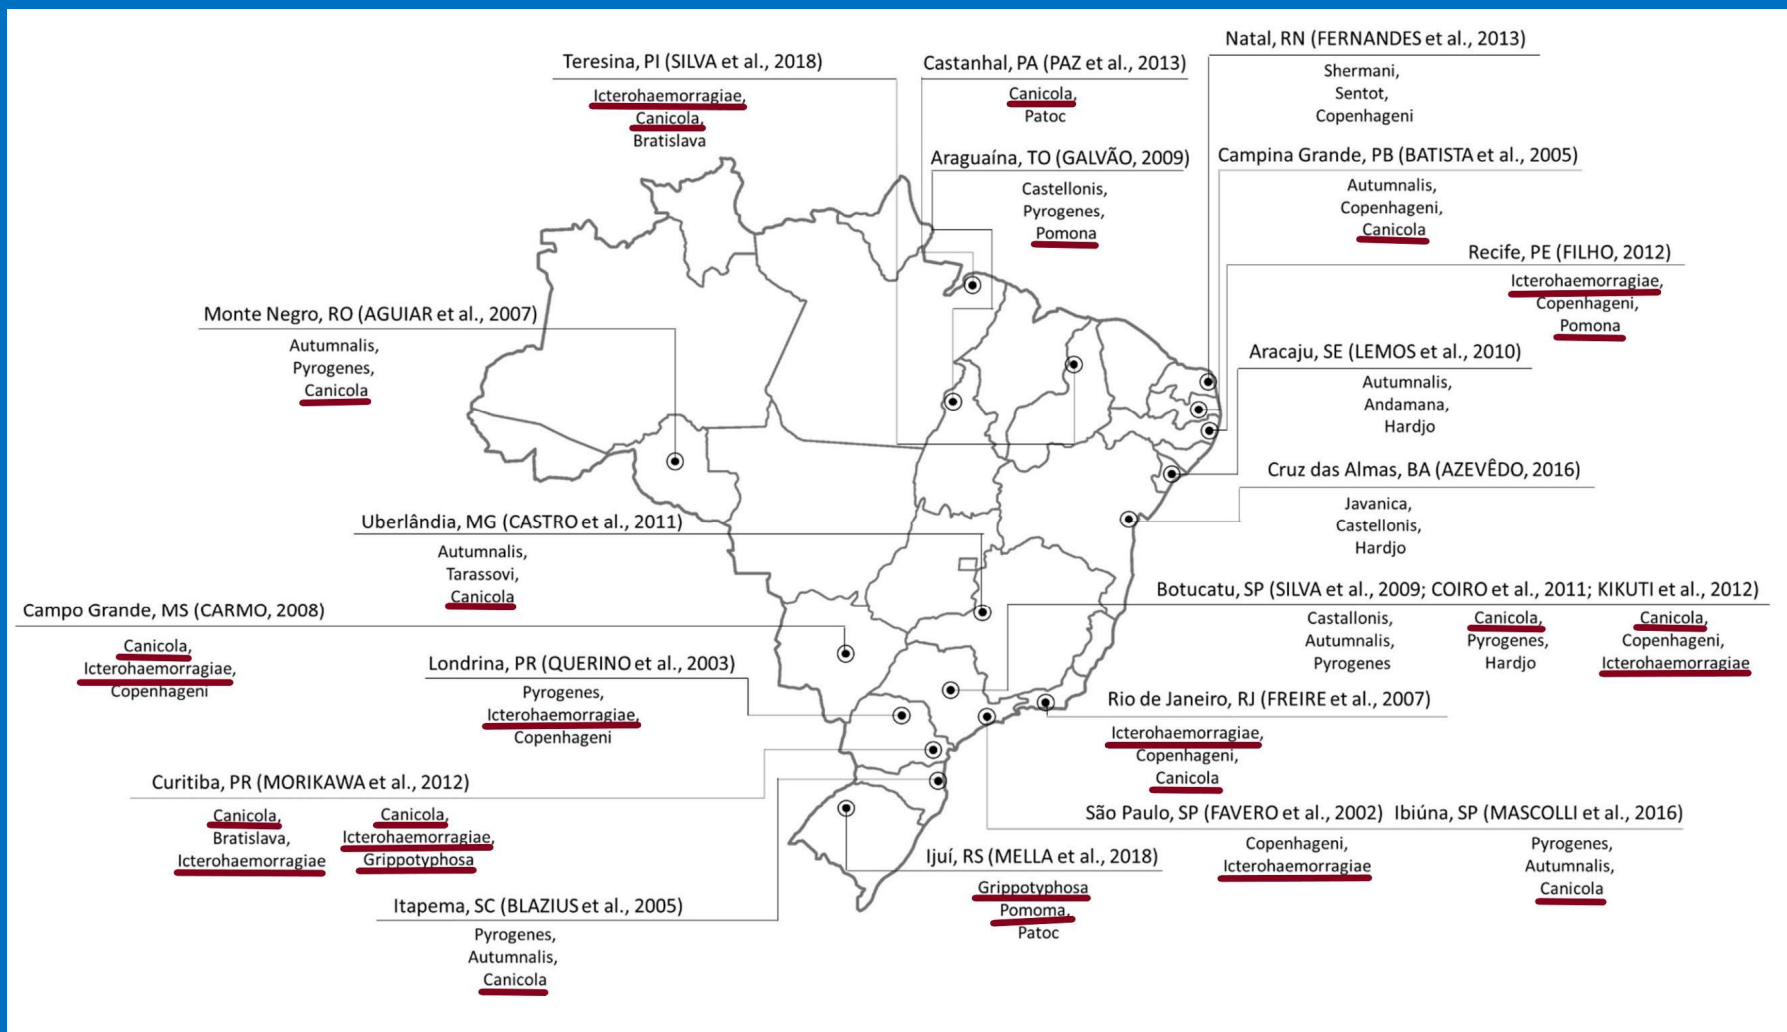 Natal, RN (FERNANDES et al., 2013)
Shermani,
Sentot,
Copenhageni
Teresina, PI (SILVA et al., 2018)
Icterohaemorragiae,
Canicola,
Bratislava
Castanhal, PA (PAZ et al., 2013)
Canicola,
Patoc
Araguaína, TO (GALVÃO, 2009)
Castellonis,
Pyrogenes,
Pomona
Campina Grande, PB (BATISTA et al., 2005)
Autumnalis,
Copenhageni,
Canicola
Recife, PE (FILHO, 2012)
Icterohaemorragiae,
Copenhageni,
Pomona
Monte Negro, RO (AGUIAR et al., 2007)
Autumnalis,
Pyrogenes,
Canicola
Aracaju, SE (LEMOS et al., 2010)
Autumnalis,
Andamana,
Hardjo
Cruz das Almas, BA (AZEVÊDO, 2016)
Javanica,
Castellonis,
Hardjo
Uberlândia, MG (CASTRO et al., 2011)
Autumnalis,
Tarassovi,
Canicola
Botucatu, SP (SILVA et al., 2009; COIRO et al., 2011; KIKUTI et al., 2012)
Castallonis,
Autumnalis,
Pyrogenes
Canicola,
Pyrogenes,
Hardjo
Canicola,
Copenhageni,
Icterohaemorragiae
Campo Grande, MS (CARMO, 2008)
Canicola,
Icterohaemorragiae,
Copenhageni
Londrina, PR (QUERINO et al., 2003)
Pyrogenes,
Icterohaemorragiae,
Copenhageni
Rio de Janeiro, RJ (FREIRE et al., 2007)
Icterohaemorragiae,
Copenhageni,
Canicola
Curitiba, PR (MORIKAWA et al., 2012)
Canicola,
Bratislava,
Icterohaemorragiae
Canicola,
Icterohaemorragiae,
Grippotyphosa
São Paulo, SP (FAVERO et al., 2002) Ibiúna, SP (MASCOLLI et al., 2016)
Copenhageni,
Icterohaemorragiae
Pyrogenes,
Autumnalis,
Canicola
Ijuí, RS (MELLA et al., 2018)
Grippotyphosa
Pomoma,
Patoc
Itapema, SC (BLAZIUS et al., 2005)
Pyrogenes,
Autumnalis,
Canicola